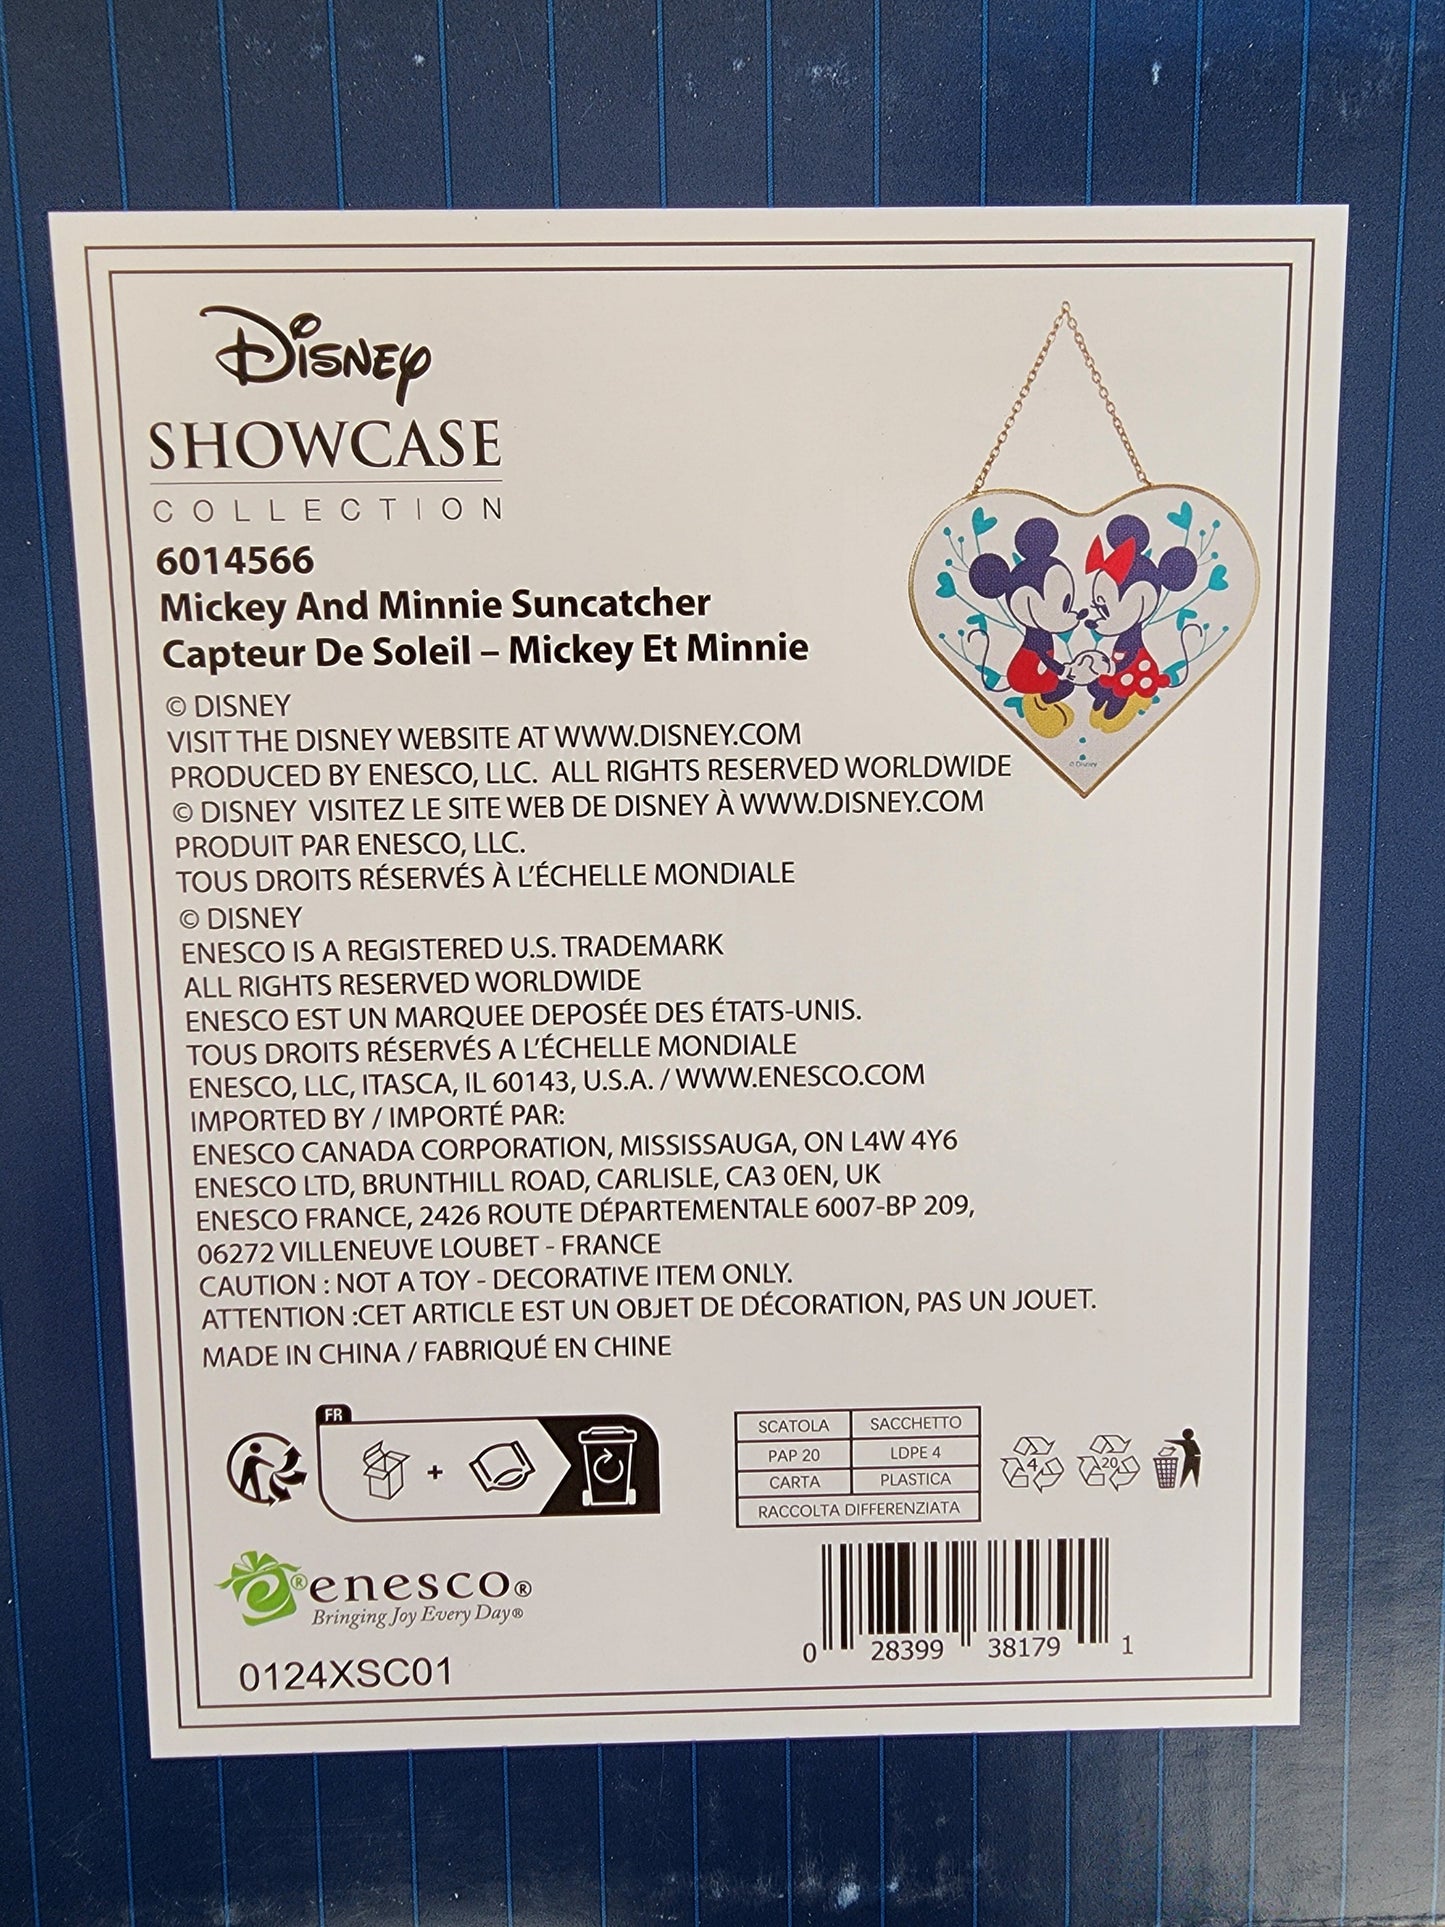 DISNEY
SHOWCASE
COLLECTION
6014566
Mickey And Minnie Suncatcher
Capteur De Soleil – Mickey Et Minnie
© DISNEY
VISIT THE DISNEY WEBSITE AT WWW.DISNEY.COM
PRODUCED BY ENESCO, LLC. ALL RIGHTS RESERVED WORLDWIDE
© DISNEY VISITEZ LE SITE WEB DE DISNEY À WWW.DISNEY.COM
PRODUIT PAR ENESCO, LLC.
TOUS DROITS RÉSERVÉS À L'ÉCHELLE MONDIALE
© DISNEY
ENESCO IS A REGISTERED U.S. TRADEMARK
ALL RIGHTS RESERVED WORLDWIDE
ENESCO EST UN MARQUEE DEPOSÉE DES ÉTATS-UNIS.
TOUS DROITS RÉSERVÉS A L'ÉCHELLE MONDIALE
ENESCO, LLC, ITASCA, IL 60143, U.S.A. / WWW.ENESCO.COM
IMPORTED BY / IMPORTÉ PAR:
ENESCO CANADA CORPORATION, MISSISSAUGA, ON L4W 4Y6
ENESCO LTD, BRUNTHILL ROAD, CARLISLE, CA3 0EN, UK
ENESCO FRANCE, 2426 ROUTE DÉPARTEMENTALE 6007-BP 209,
06272 VILLENEUVE LOUBET - FRANCE
CAUTION : NOT A TOY - DECORATIVE ITEM ONLY.
ATTENTION :CET ARTICLE EST UN OBJET DE DÉCORATION, PAS UN JOUET.
MADE IN CHINA / FABRIQUÉ EN CHINE
© Disney
FR
+
SCATOLA SACCHETTO
PAP 20 LDPE 4
CARTA PLASTICA
RACCOLTA DIFFERENZIATA
4 20
e® enesco®
Bringing Joy Every Day®
0124XSC01
0 28399 38179 1